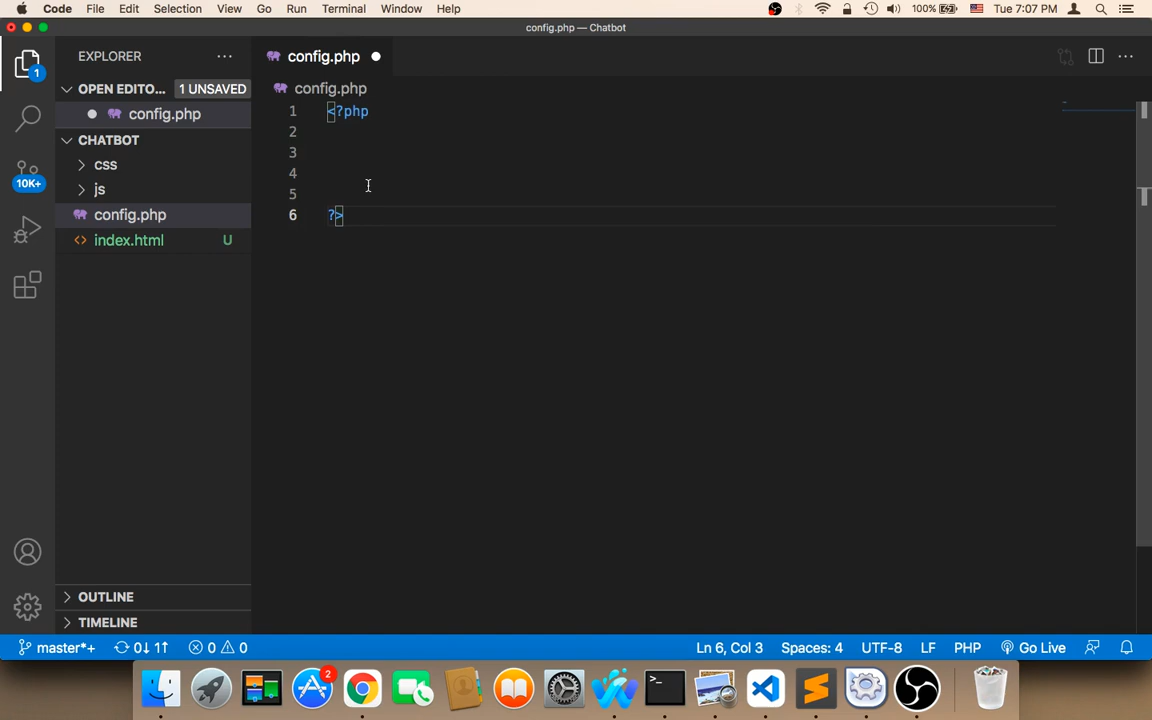 Code File Edit Selection View Go Run Terminal Window Help 100% Tue 7:07 PM
config.php — Chatbot
EXPLORER ··· config.php
config.php
OPEN EDITO... 1 UNSAVED
config.php
CHATBOT
css
js
config.php
index.html U
1 <?php
2
3
4
5
6 ?>
1
10K+
OUTLINE
TIMELINE
master*+ 0↓ 1↑ 0 0 Ln 6, Col 3 Spaces: 4 UTF-8 LF PHP Go Live
2
>_